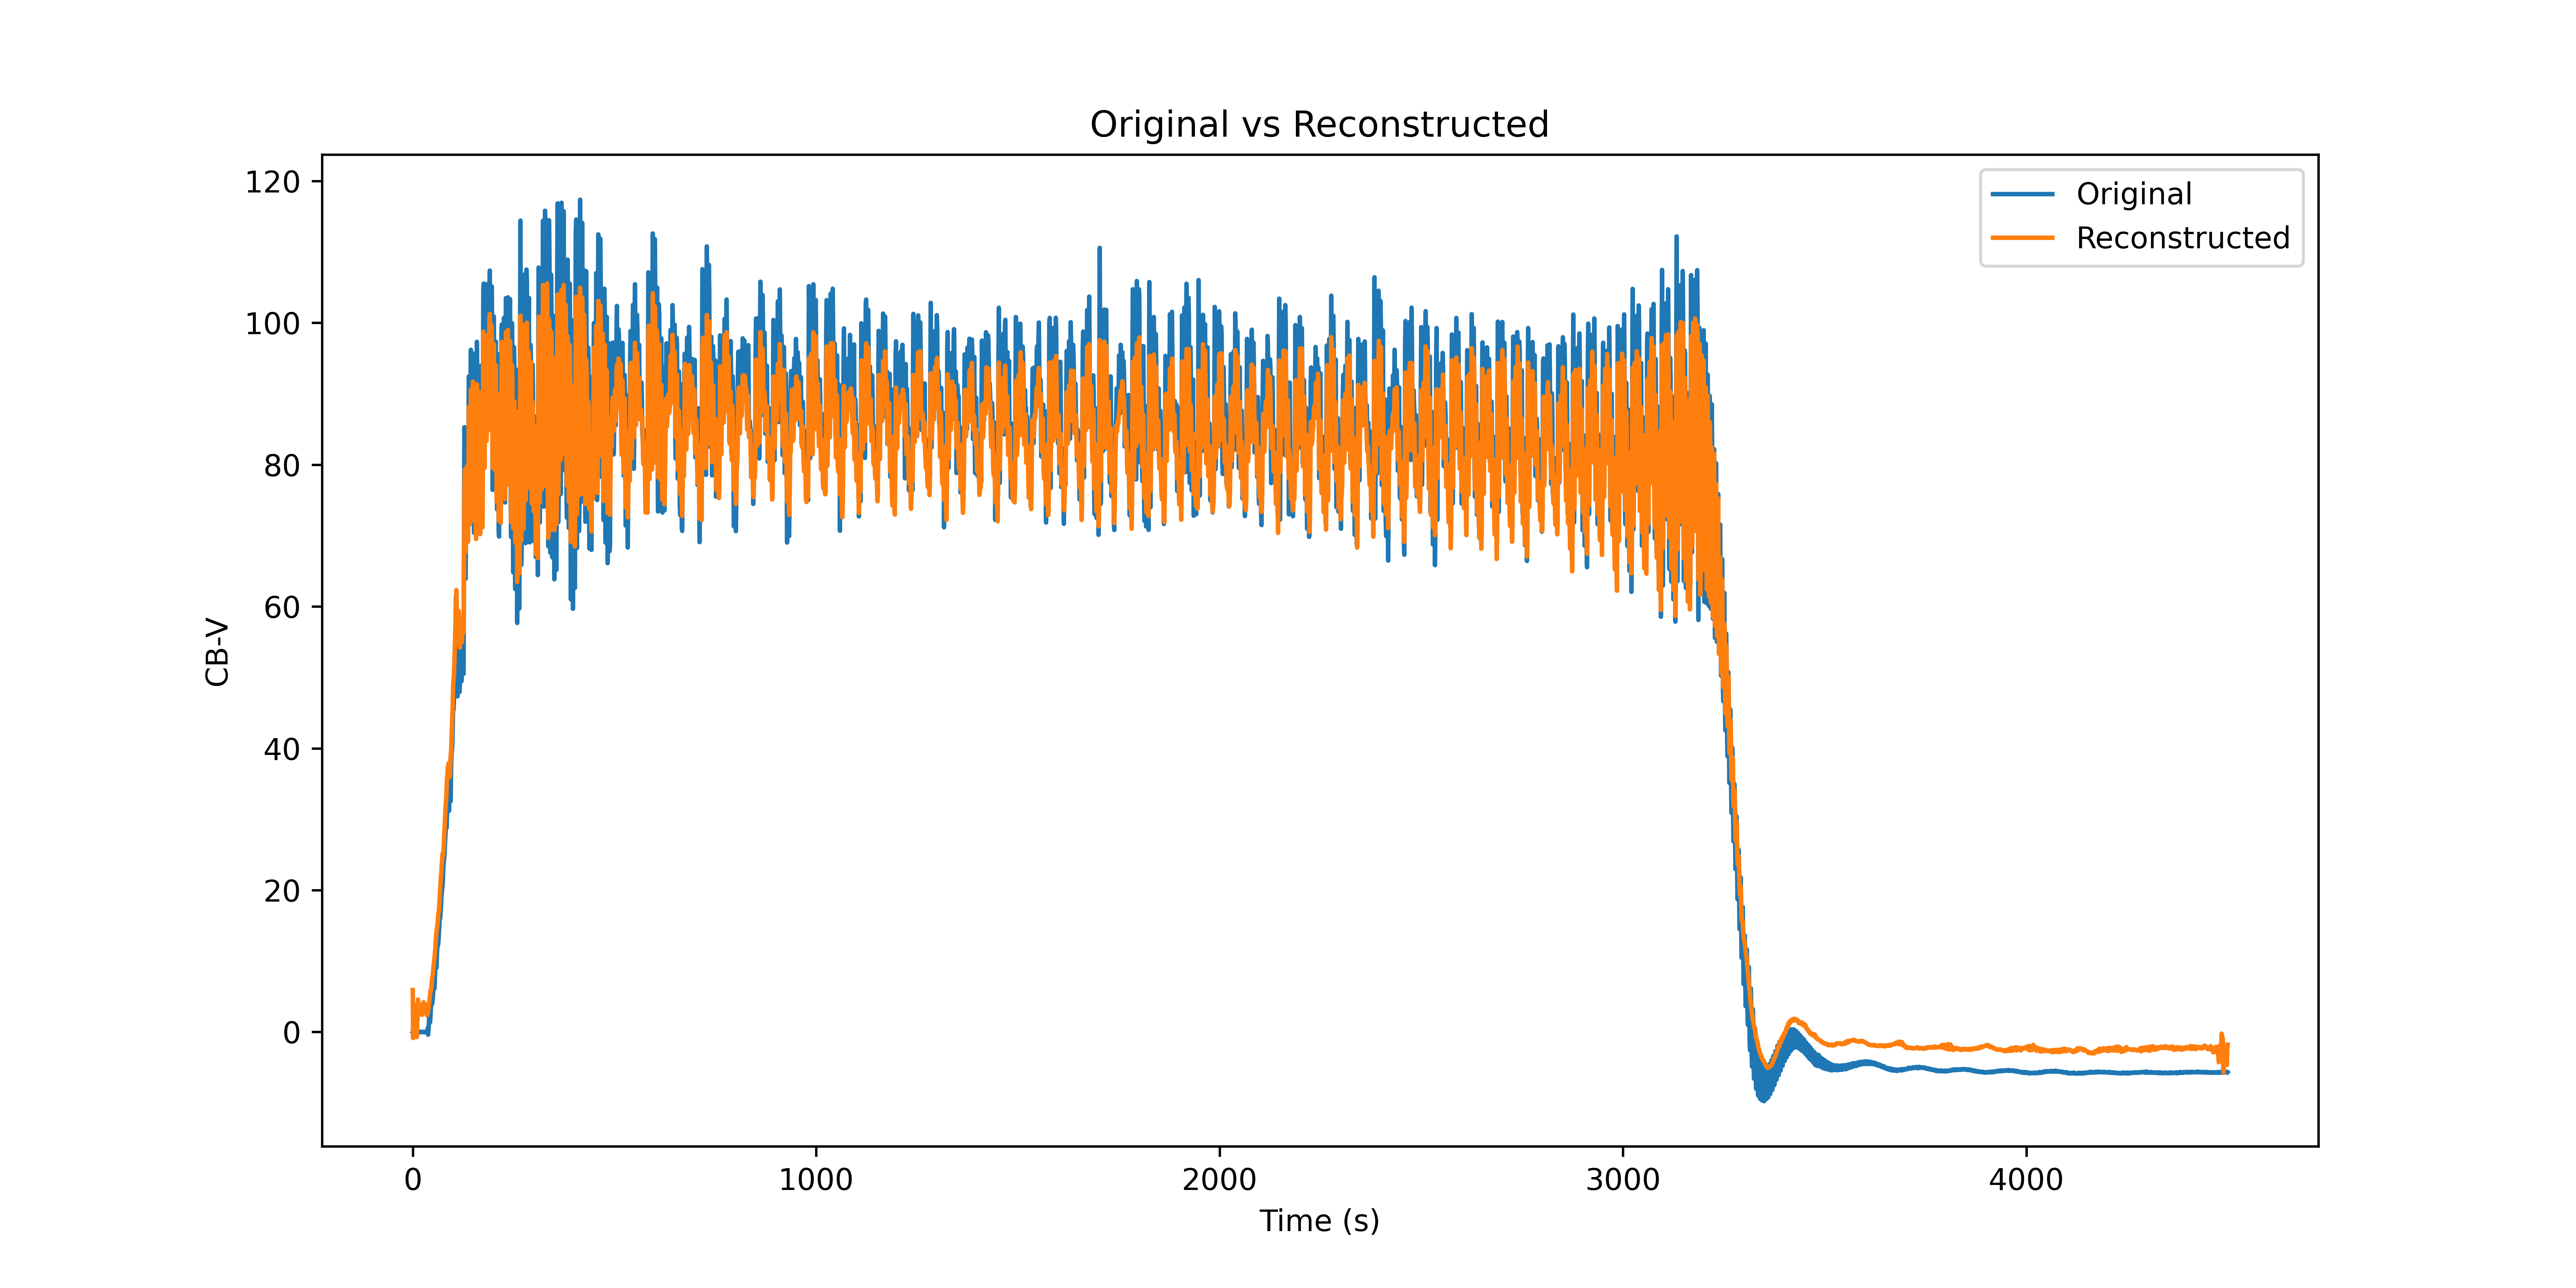 Original vs Reconstructed
Original
Reconstructed
120
100
80
60
40
20
0
CB-V
0 1000 2000 3000 4000
Time (s)